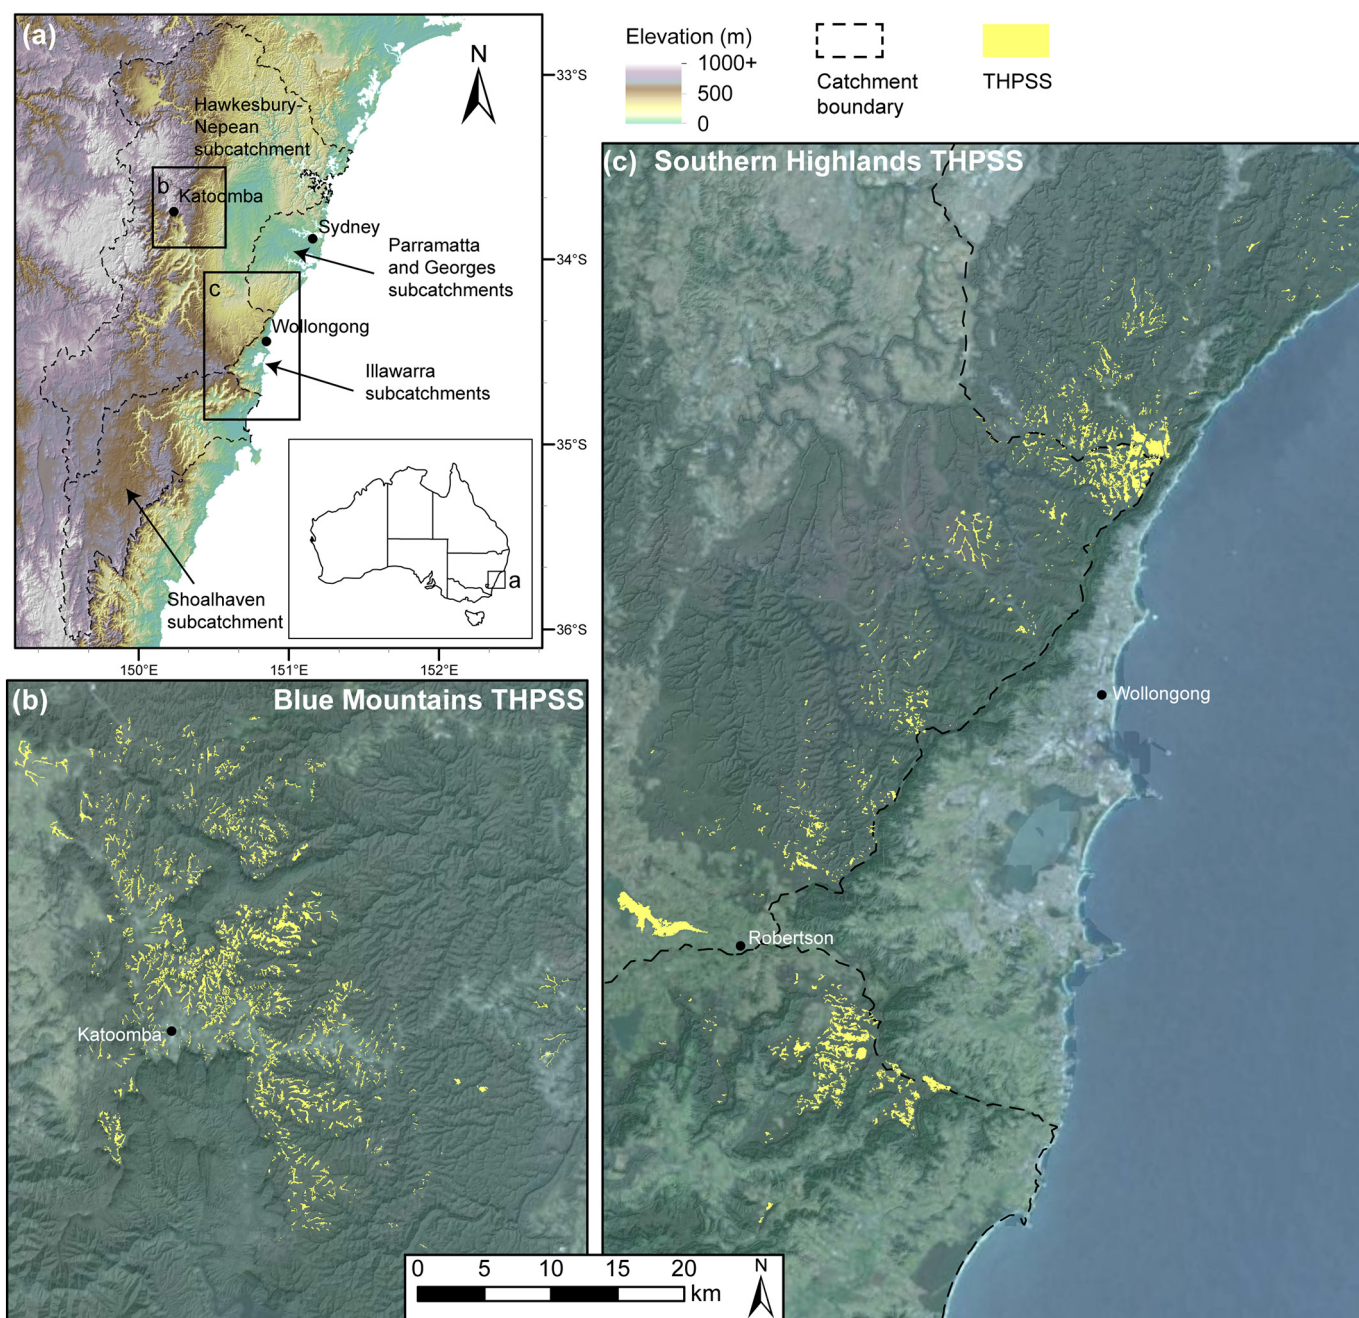 (a)
N
33°S
34°S
35°S
36°S
150°E
151°E
152°E
Hawkesbury-
Nepean
subcatchment
b
Katoomba
Sydney
Parramatta
and Georges
subcatchments
c
Wollongong
Illawarra
subcatchments
Shoalhaven
subcatchment
a
Elevation (m)
1000+
500
0
Catchment
boundary
THPSS
(b) Blue Mountains THPSS
Katoomba
(c) Southern Highlands THPSS
Wollongong
Robertson
0 5 10 15 20
km
N